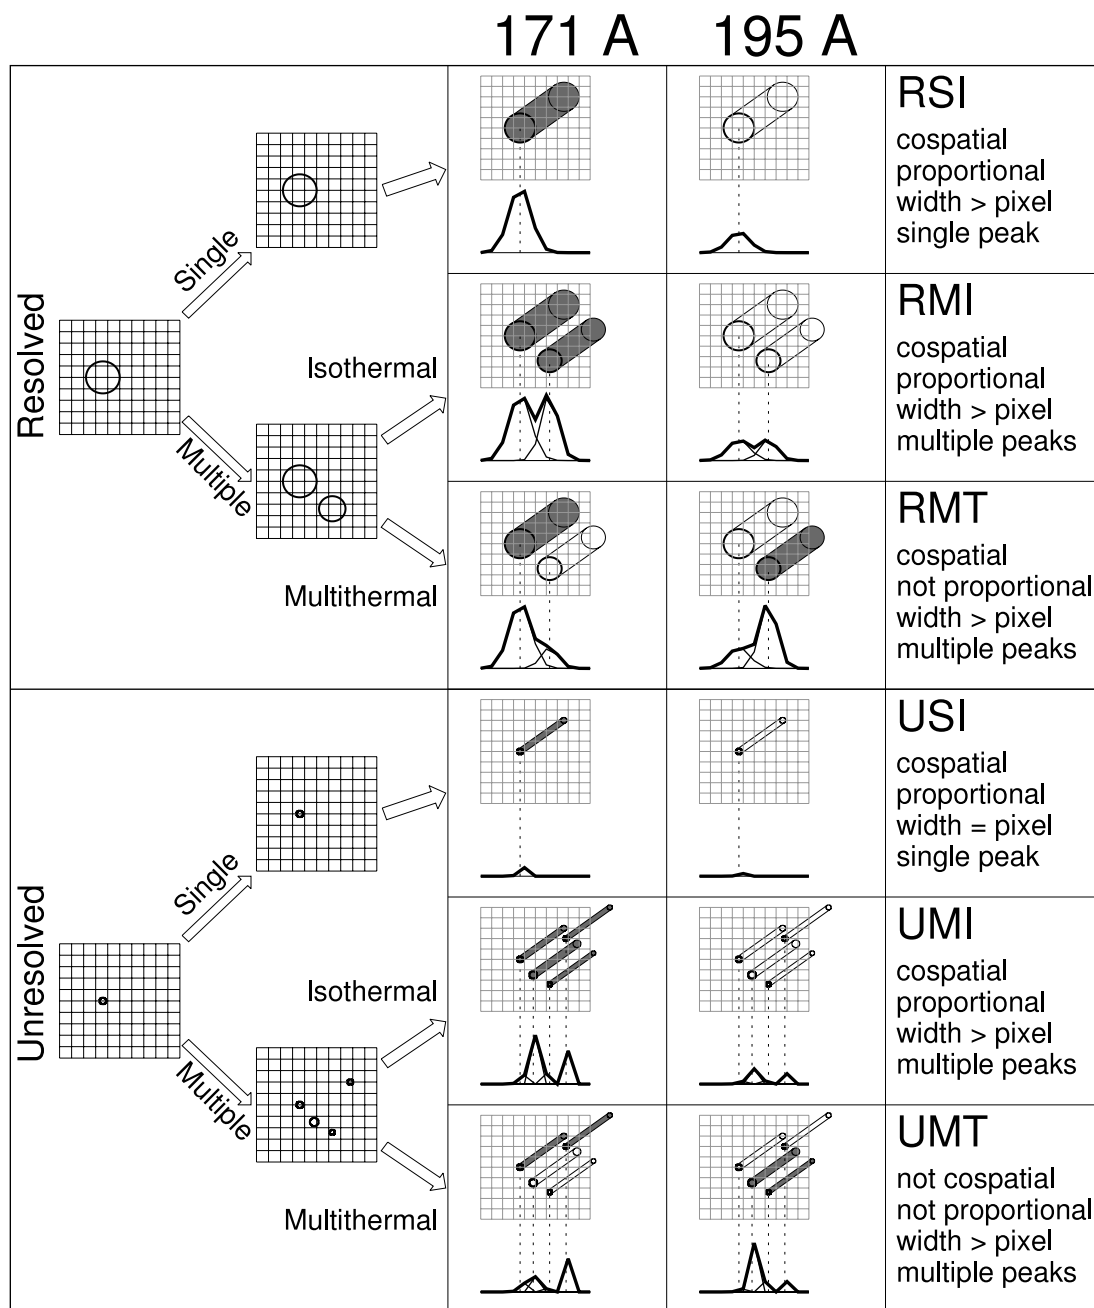 171 A 195 A
Resolved
Single
Multiple
Isothermal
Multithermal
RSI
cospatial
proportional
width > pixel
single peak
RMI
cospatial
proportional
width > pixel
multiple peaks
RMT
cospatial
not proportional
width > pixel
multiple peaks
Unresolved
Single
Multiple
Isothermal
Multithermal
USI
cospatial
proportional
width = pixel
single peak
UMI
cospatial
proportional
width > pixel
multiple peaks
UMT
not cospatial
not proportional
width > pixel
multiple peaks